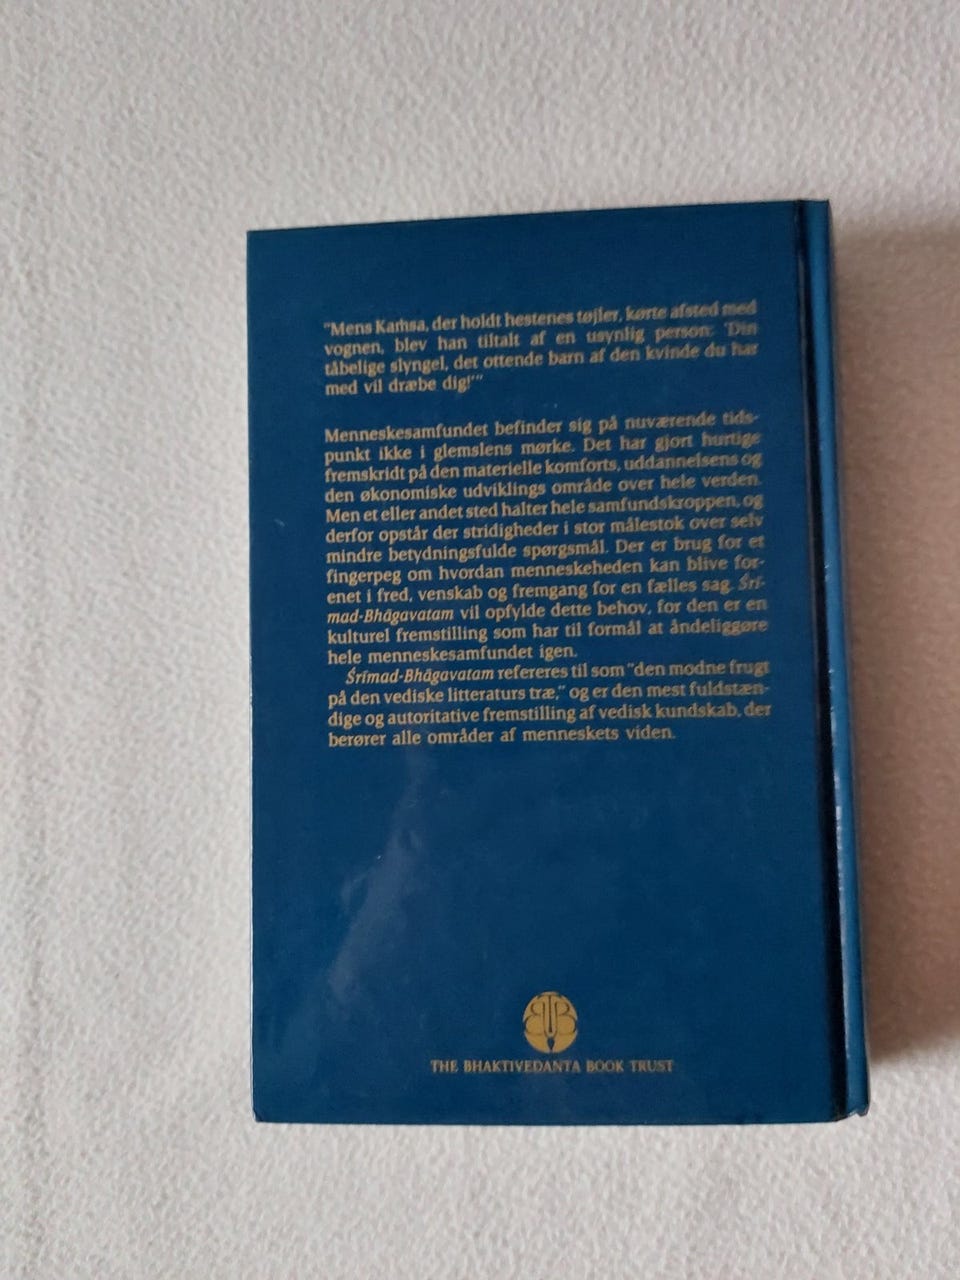 "Mens Kaṁsa, der holdt hestenes tøjler, kørte afsted med
vognen, blev han tiltalt af en usynlig person: 'Din
tåbelige slyngel, det ottende barn af den kvinde du har
med vil dræbe dig!'"
Menneskesamfundet befinder sig på nuværende tids-
punkt ikke i glemslens mørke. Det har gjort hurtige
fremskridt på den materielle komforts, uddannelsens og
den økonomiske udviklings område over hele verden.
Men et eller andet sted halter hele samfundskroppen, og
derfor opstår der stridigheder i stor målestok over selv
mindre betydningsfulde spørgsmål. Der er brug for et
fingerpeg om hvordan menneskeheden kan blive for-
enet i fred, venskab og fremgang for en fælles sag. Śrī-
mad-Bhāgavatam vil opfylde dette behov, for den er en
kulturel fremstilling som har til formål at åndeliggøre
hele menneskesamfundet igen.
Śrīmad-Bhāgavatam refereres til som "den modne frugt
på den vediske litteraturs træ," og er den mest fuldstæn-
dige og autoritative fremstilling af vedisk kundskab, der
berører alle områder af menneskets viden.
BTB
THE BHAKTIVEDANTA BOOK TRUST